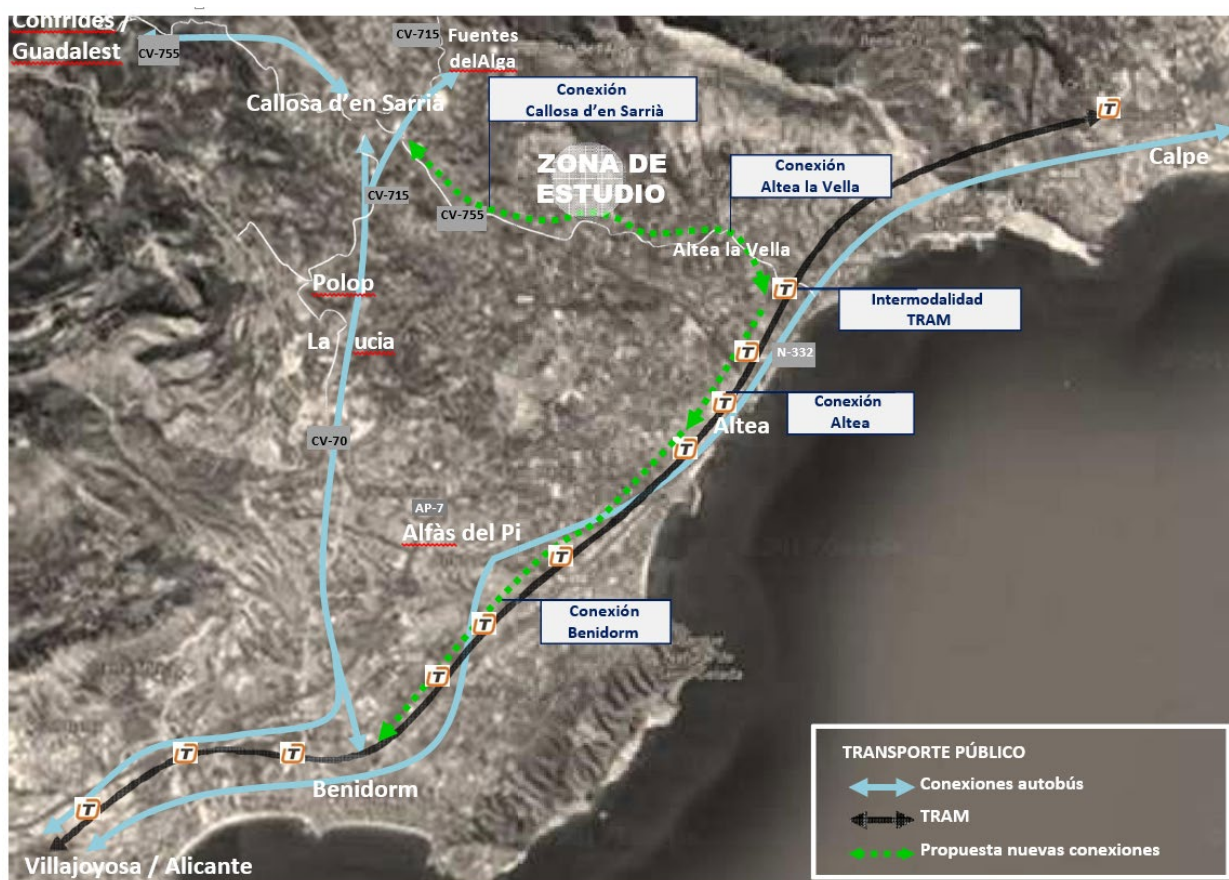 Confrides /
Guadalest
CV-755
CV-715
Fuentes
delAlga
Callosa d'en Sarrià
Conexión
Callosa d'en Sarrià
ZONA DE
ESTUDIO
Conexión
Altea la Vella
Calpe
CV-715
CV-755
Altea la Vella
Polop
T
Intermodalidad
TRAM
La ucia
N-332
Conexión
Altea
Altea
CV-70
AP-7
Alfàs del Pi
Conexión
Benidorm
Benidorm
Villajoyosa / Alicante
TRANSPORTE PÚBLICO
Conexiones autobús
TRAM
Propuesta nuevas conexiones